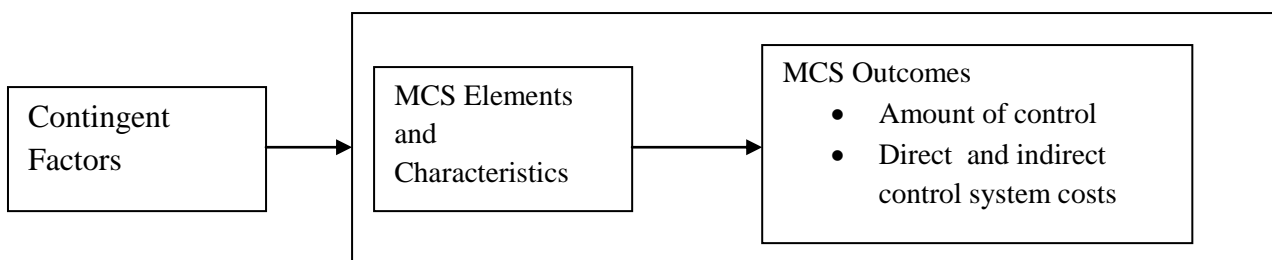 Contingent
Factors
MCS Elements
and
Characteristics
MCS Outcomes
• Amount of control
• Direct and indirect
control system costs